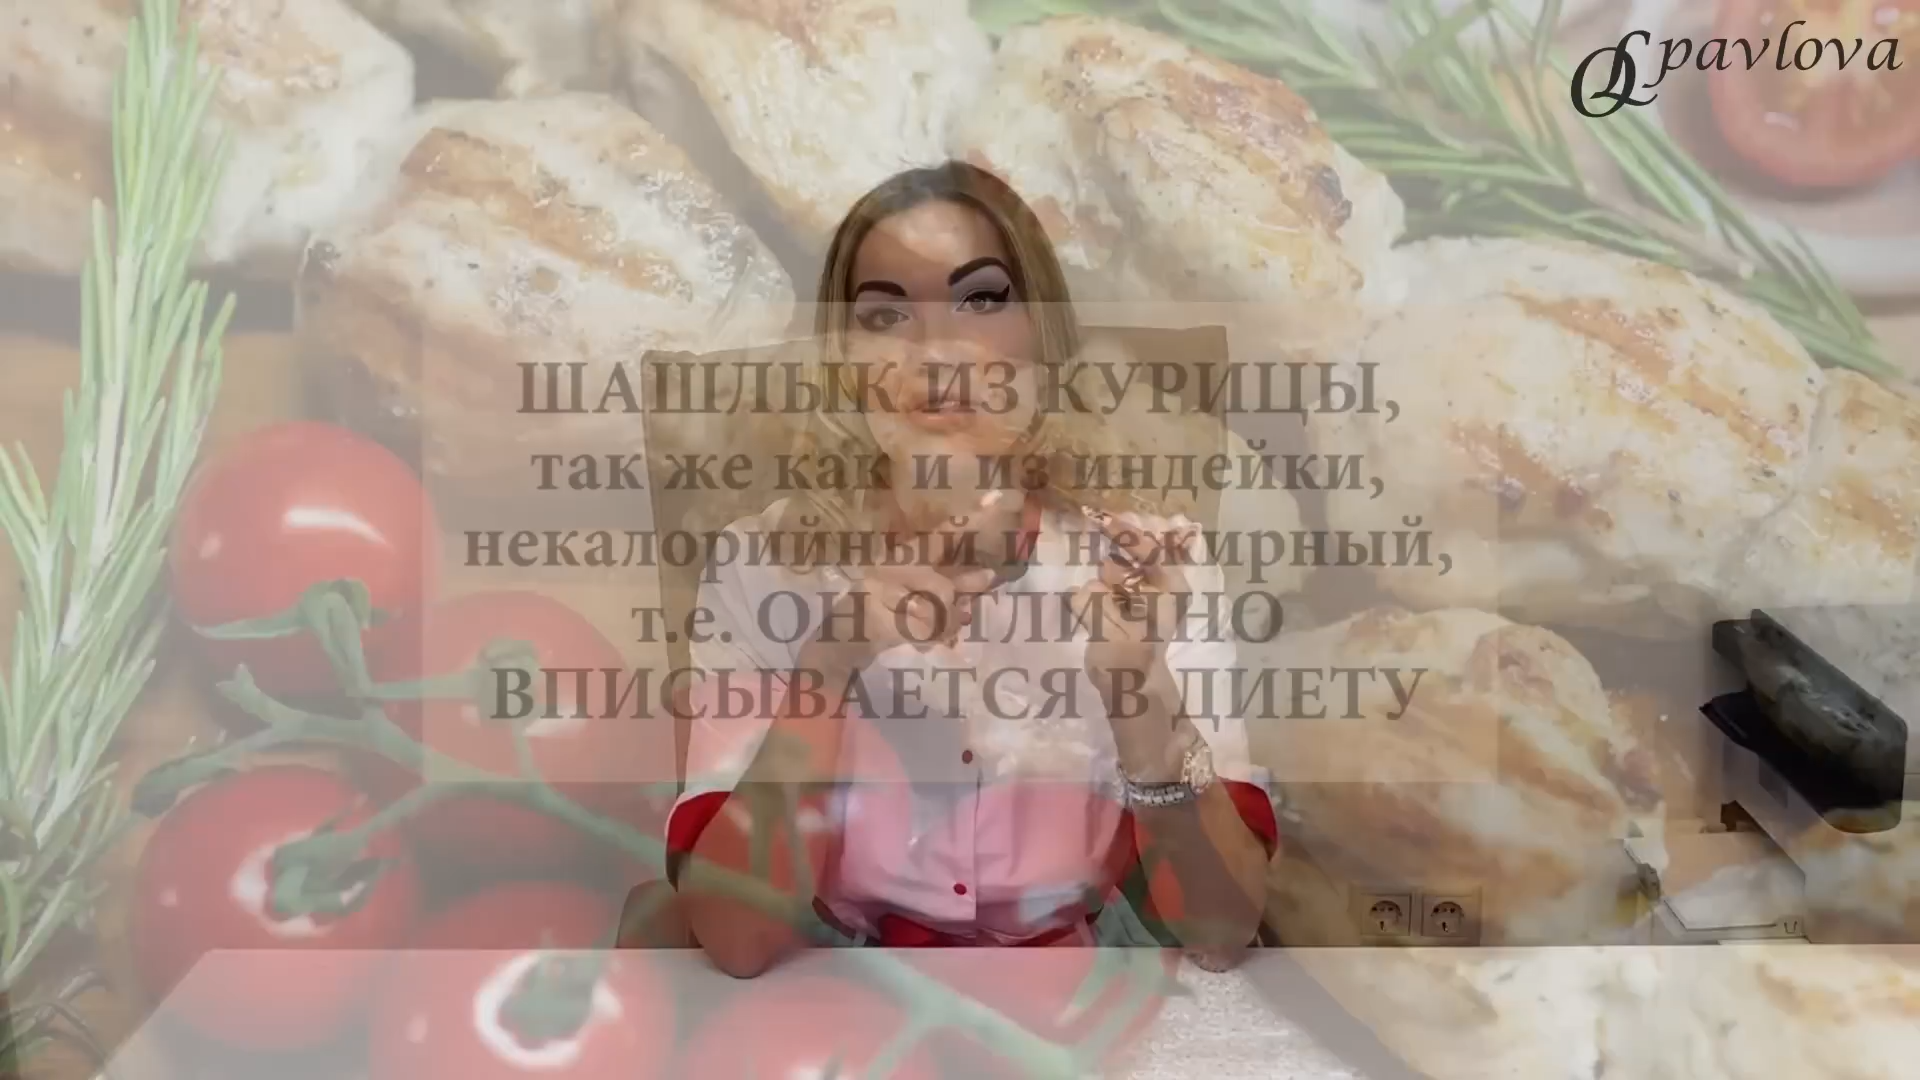 pavlova
ШАШЛЫК ИЗ КУРИЦЫ,
так же как и из индейки,
некалорийный и нежирный,
т.е. ОН ОТЛИЧНО
ВПИСЫВАЕТСЯ В ДИЕТУ